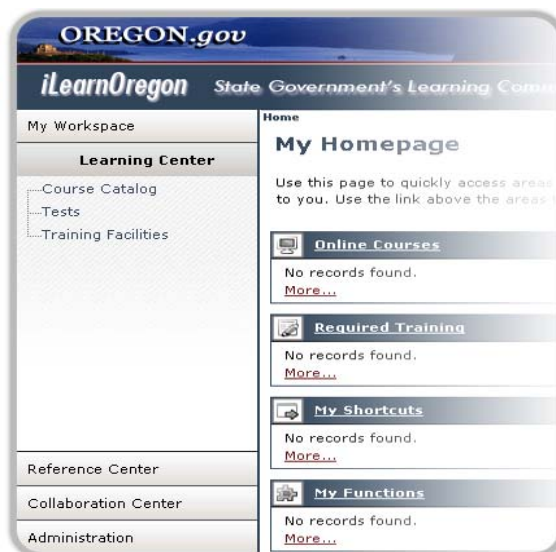 OREGON.gov
iLearnOregon State Government's Learning
My Workspace
Learning Center
Course Catalog
Tests
Training Facilities
Reference Center
Collaboration Center
Administration
Home
My Homepage
Use this page to quickly access areas
to you. Use the link above the areas
Online Courses
No records found.
More...
Required Training
No records found.
More...
My Shortcuts
No records found.
More...
My Functions
No records found.
More...